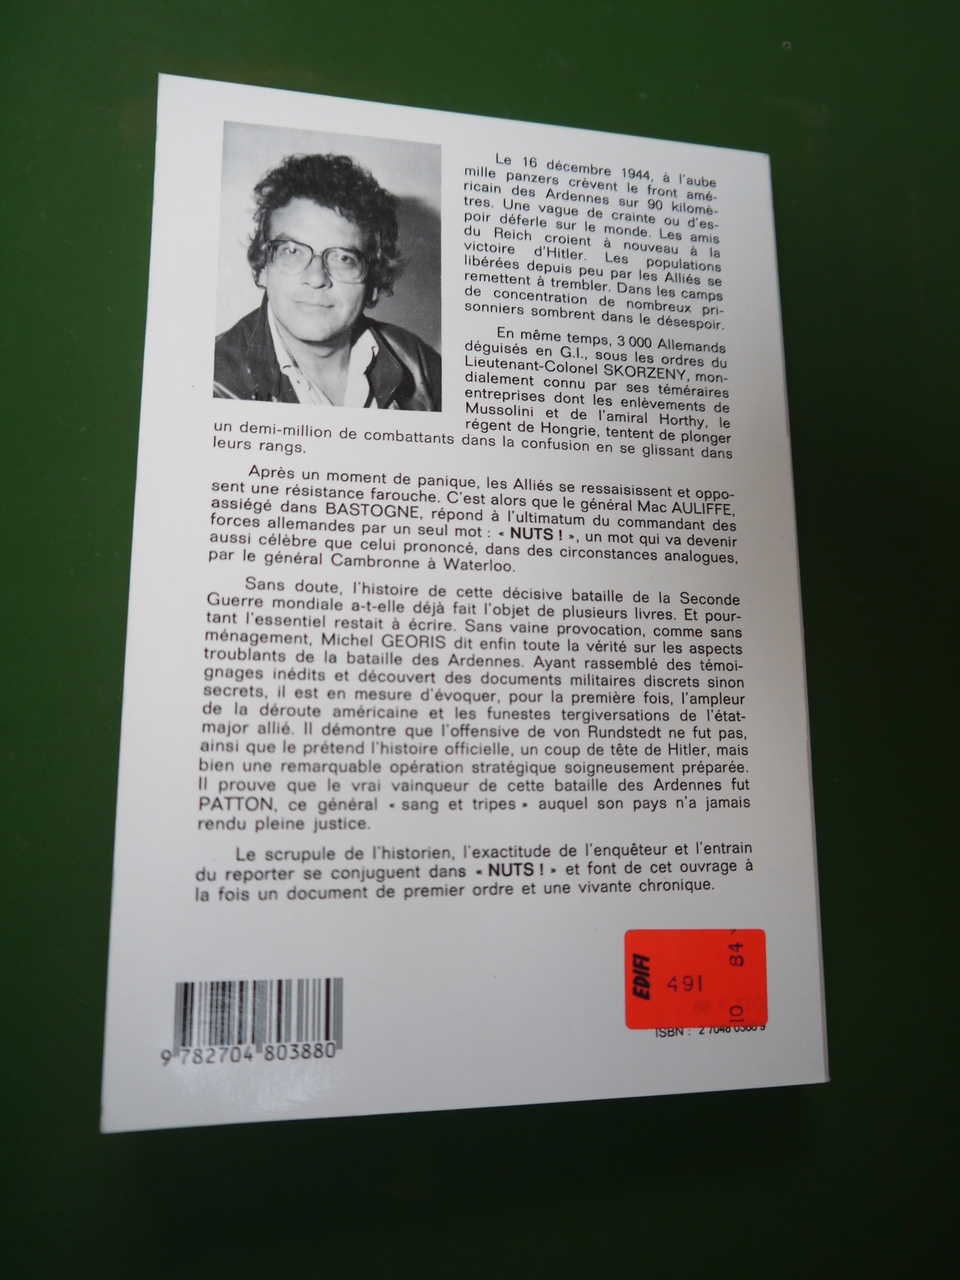 Le 16 décembre 1944, à l'aube
mille panzers crèvent le front amé-
ricain des Ardennes sur 90 kilomè-
tres. Une vague de crainte ou d'es-
poir déferle sur le monde. Les amis
du Reich croient à nouveau à la
victoire d'Hitler. Les populations
libérées depuis peu par les Alliés se
remettent à trembler. Dans les camps
de concentration de nombreux pri-
sonniers sombrent dans le désespoir.
En même temps, 3 000 Allemands
déguisés en G.I., sous les ordres du
Lieutenant-Colonel SKORZENY, mon-
dialement connu par ses téméraires
entreprises dont les enlèvements de
Mussolini et de l'amiral Horthy, le
régent de Hongrie, tentent de plonger
un demi-million de combattants dans la confusion en se glissant dans
leurs rangs.
Après un moment de panique, les Alliés se ressaisissent et oppo-
sent une résistance farouche. C'est alors que le général Mac AULIFFE,
assiégé dans BASTOGNE, répond à l'ultimatum du commandant des
forces allemandes par un seul mot : « NUTS ! », un mot qui va devenir
aussi célèbre que celui prononcé, dans des circonstances analogues,
par le général Cambronne à Waterloo.
Sans doute, l'histoire de cette décisive bataille de la Seconde
Guerre mondiale a-t-elle déjà fait l'objet de plusieurs livres. Et pour-
tant l'essentiel restait à écrire. Sans vaine provocation, comme sans
ménagement, Michel GEORIS dit enfin toute la vérité sur les aspects
troublants de la bataille des Ardennes. Ayant rassemblé des témoi-
gnages inédits et découvert des documents militaires discrets sinon
secrets, il est en mesure d'évoquer, pour la première fois, l'ampleur
de la déroute américaine et les funestes tergiversations de l'état-
major allié. Il démontre que l'offensive de von Rundstedt ne fut pas,
ainsi que le prétend l'histoire officielle, un coup de tête de Hitler, mais
bien une remarquable opération stratégique soigneusement préparée.
Il prouve que le vrai vainqueur de cette bataille des Ardennes fut
PATTON, ce général « sang et tripes » auquel son pays n'a jamais
rendu pleine justice.
Le scrupule de l'historien, l'exactitude de l'enquêteur et l'entrain
du reporter se conjuguent dans « NUTS ! » et font de cet ouvrage à
la fois un document de premier ordre et une vivante chronique.
EDIFI
491
10 84
ISBN : 2 7048 0388 9
9 782704 803880